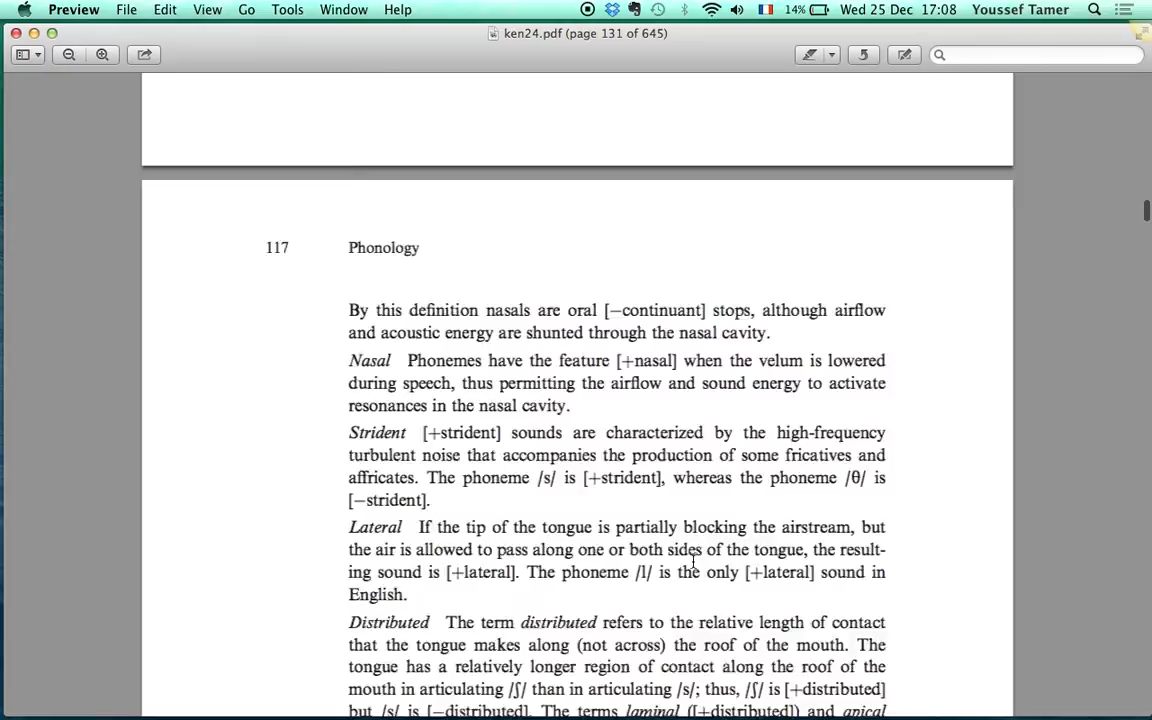 Preview File Edit View Go Tools Window Help 14% Wed 25 Dec 17:08 Youssef Tamer
ken24.pdf (page 131 of 645)
117 Phonology
By this definition nasals are oral [−continuant] stops, although airflow
and acoustic energy are shunted through the nasal cavity.
Nasal Phonemes have the feature [+nasal] when the velum is lowered
during speech, thus permitting the airflow and sound energy to activate
resonances in the nasal cavity.
Strident [+strident] sounds are characterized by the high-frequency
turbulent noise that accompanies the production of some fricatives and
affricates. The phoneme /s/ is [+strident], whereas the phoneme /θ/ is
[−strident].
Lateral If the tip of the tongue is partially blocking the airstream, but
the air is allowed to pass along one or both sides of the tongue, the result-
ing sound is [+lateral]. The phoneme /l/ is the only [+lateral] sound in
English.
Distributed The term distributed refers to the relative length of contact
that the tongue makes along (not across) the roof of the mouth. The
tongue has a relatively longer region of contact along the roof of the
mouth in articulating /ʃ/ than in articulating /s/; thus, /ʃ/ is [+distributed]
but /s/ is [−distributed]. The terms laminal ([+distributed]) and apical